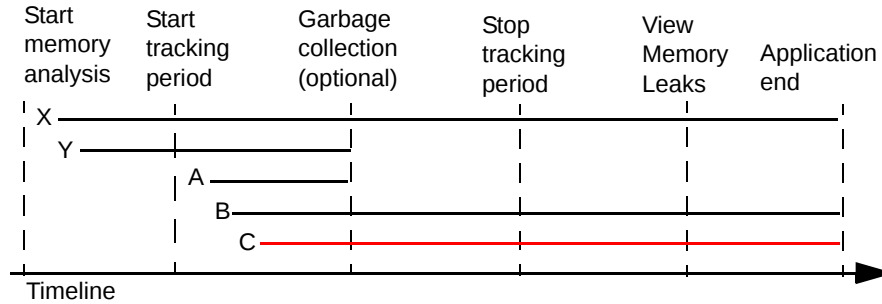 Start
memory
analysis
Start
tracking
period
Garbage
collection
(optional)
Stop
tracking
period
View
Memory
Leaks
Application
end
X
Y
A
B
C
Timeline